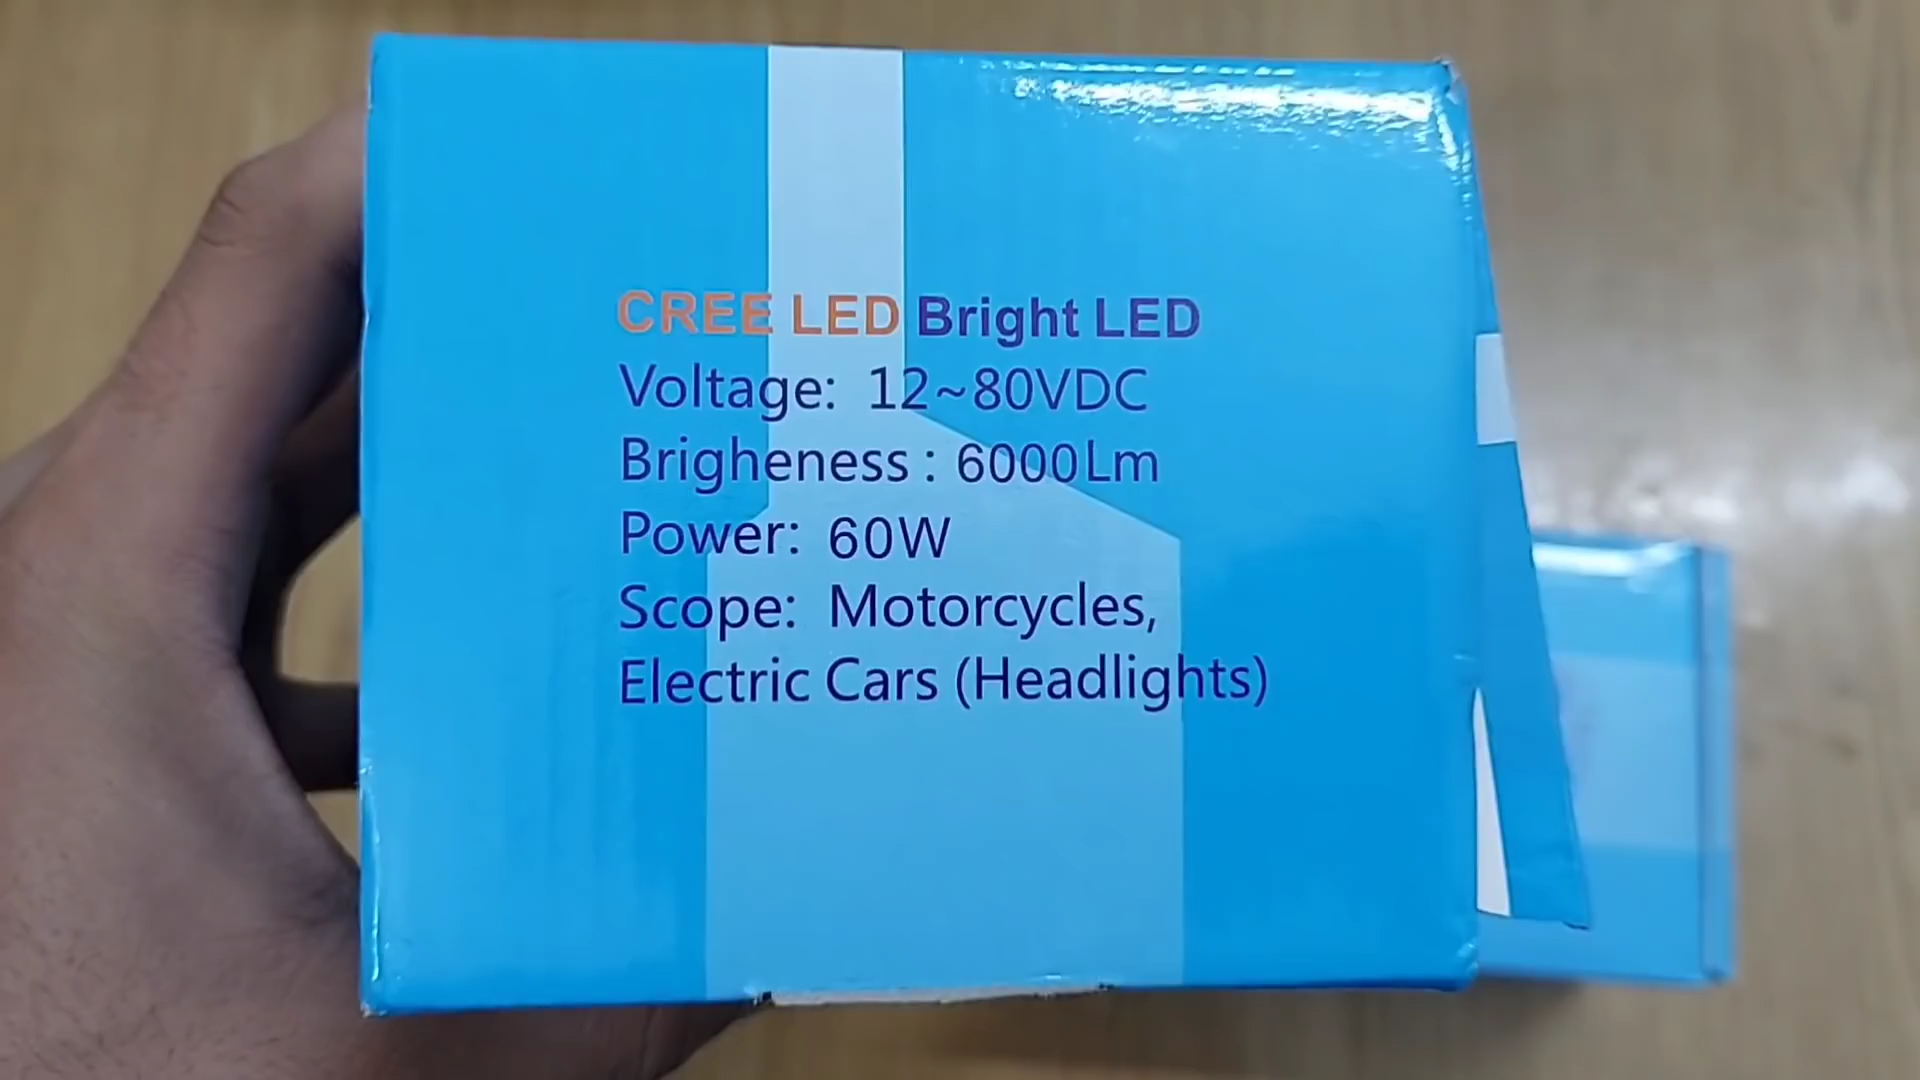 CREE LED Bright LED
Voltage: 12~80VDC
Brigheness : 6000Lm
Power: 60W
Scope: Motorcycles,
Electric Cars (Headlights)